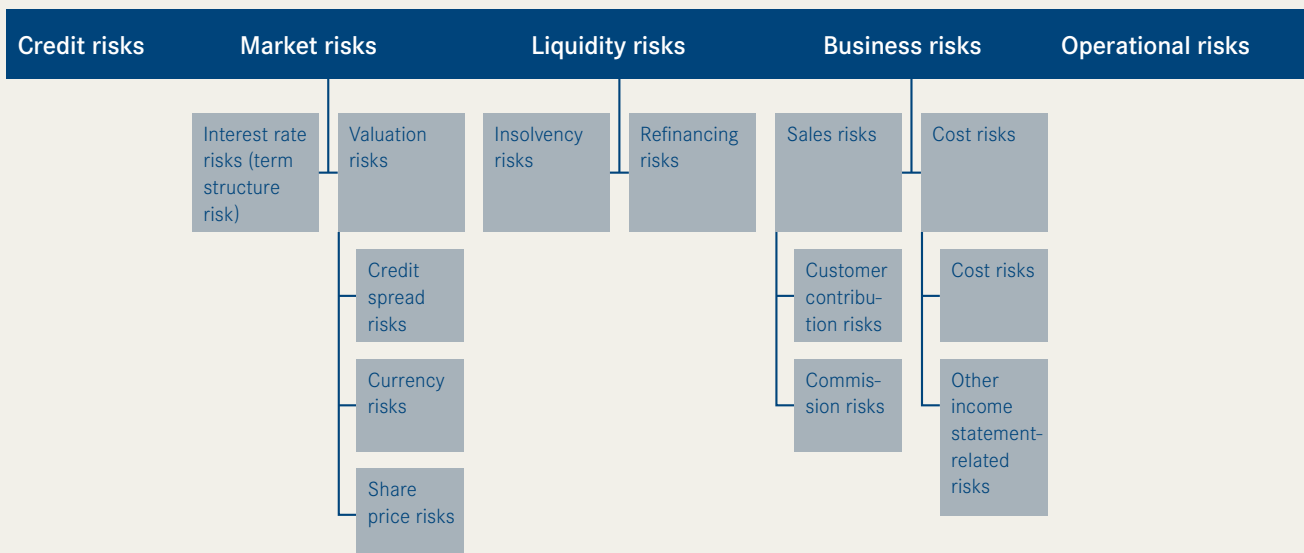 Credit risks
Market risks
Liquidity risks
Business risks
Operational risks
Interest rate
risks (term
structure
risk)
Valuation
risks
Insolvency
risks
Refinancing
risks
Sales risks
Cost risks
Credit
spread
risks
Customer
contribu-
tion risks
Cost risks
Currency
risks
Commis-
sion risks
Other
income
statement-
related
risks
Share
price risks